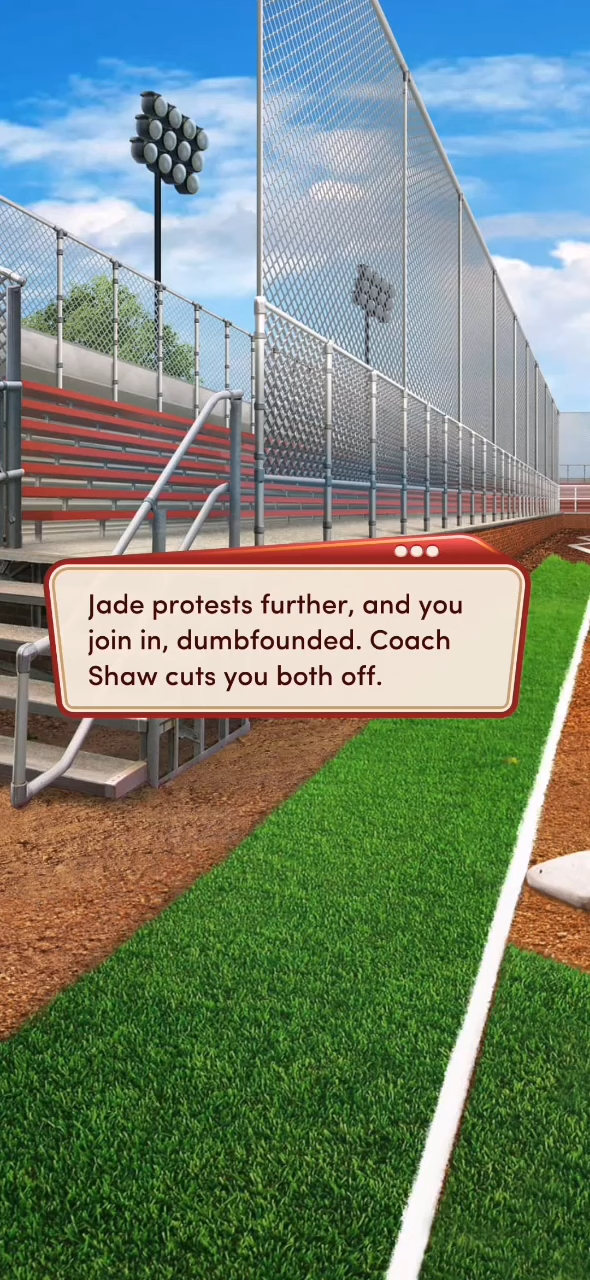 Jade protests further, and you
join in, dumbfounded. Coach
Shaw cuts you both off.